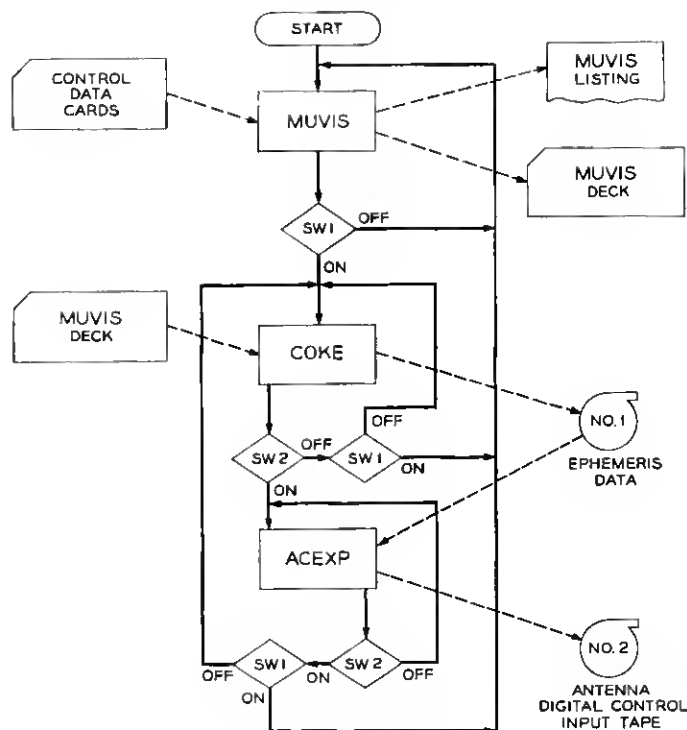 START
CONTROL
DATA
CARDS
MUVIS
MUVIS
LISTING
MUVIS
DECK
SW1
OFF
ON
MUVIS
DECK
COKE
NO. 1
EPHEMERIS
DATA
OFF
SW2
OFF
SW1
ON
ON
ACEXP
NO. 2
ANTENNA
DIGITAL CONTROL
INPUT TAPE
SW1
OFF
ON
ON
SW2
OFF